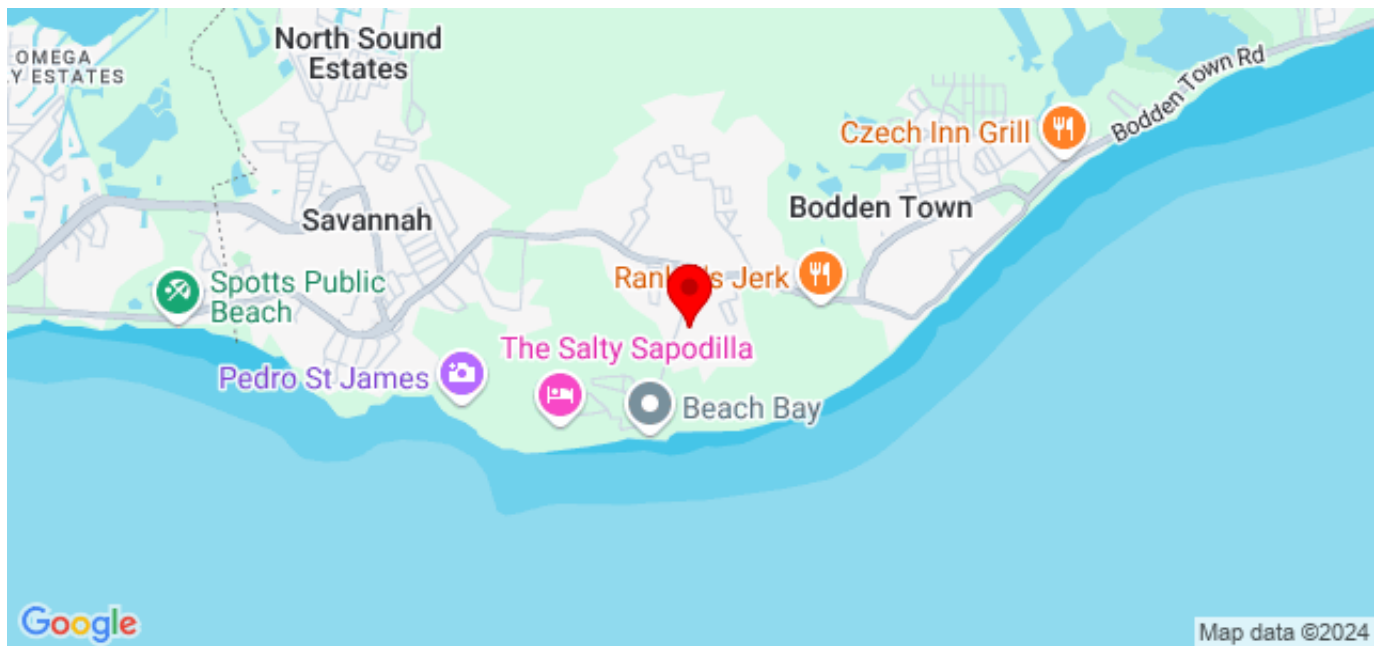 OMEGA
Y ESTATES
North Sound
Estates
Bodden Town Rd
Czech Inn Grill
Savannah
Bodden Town
Spotts Public
Beach
Jerk
The Salty Sapodilla
Pedro St James
Beach Bay
Google
Map data ©2024